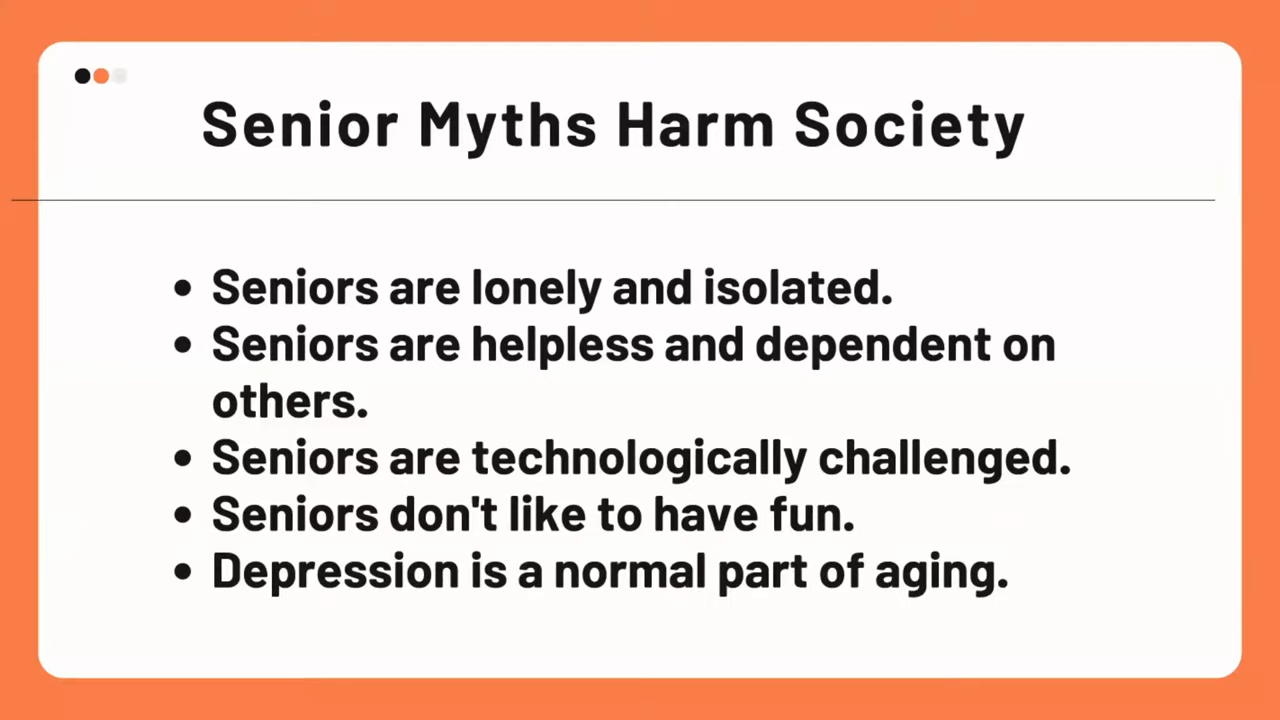 Senior Myths Harm Society
• Seniors are lonely and isolated.
• Seniors are helpless and dependent on
others.
• Seniors are technologically challenged.
• Seniors don't like to have fun.
• Depression is a normal part of aging.